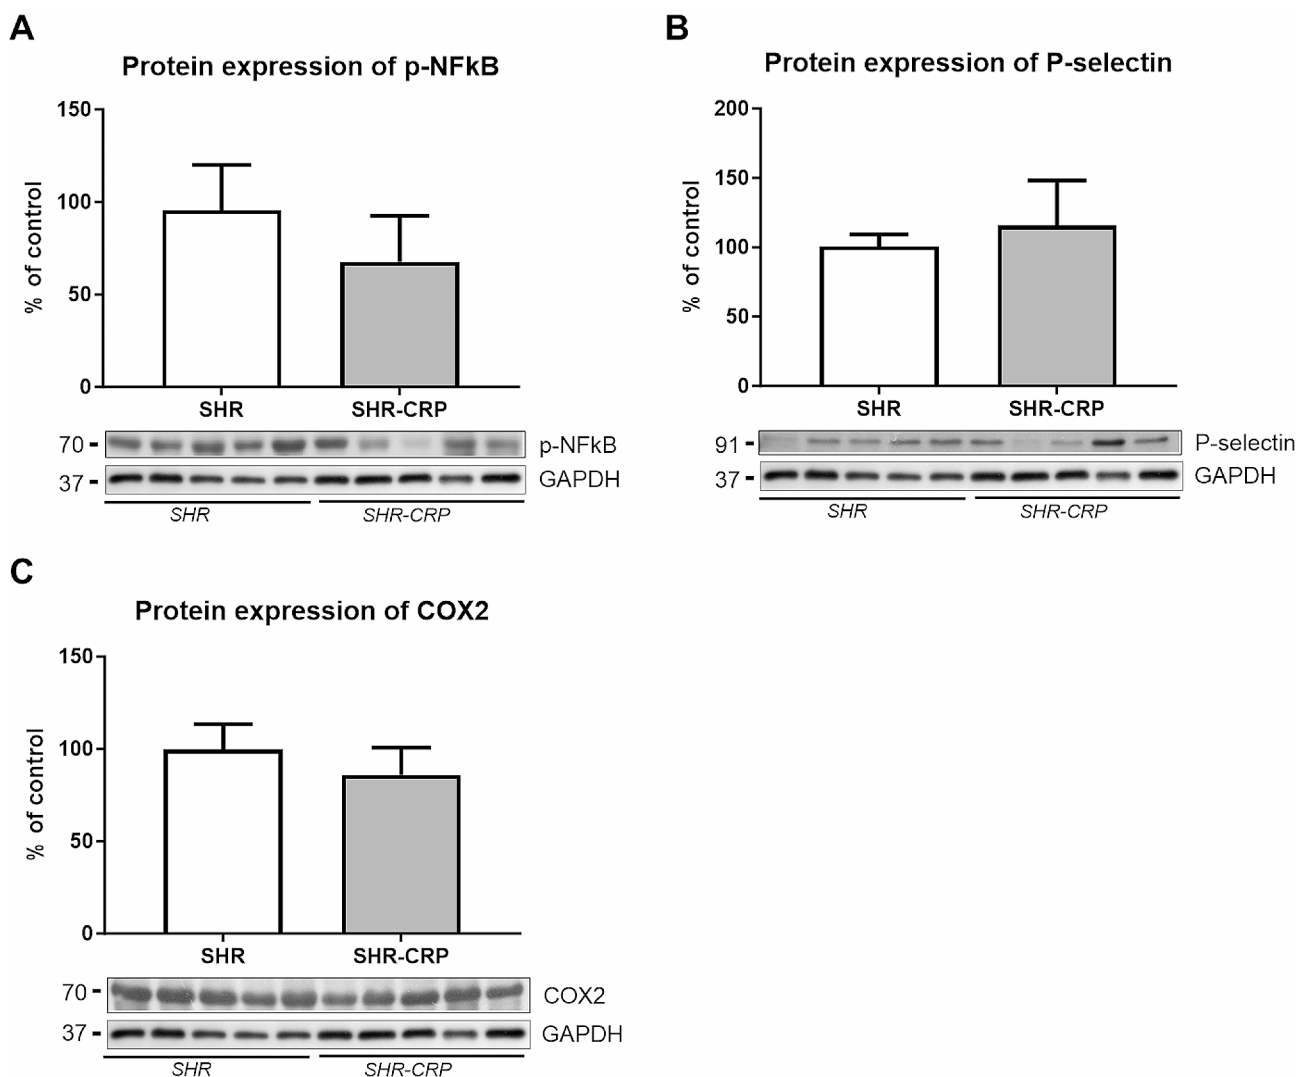 A
Protein expression of p-NFkB
150
100
50
0
% of control
SHR SHR-CRP
70 p-NFkB
37 GAPDH
SHR SHR-CRP
B
Protein expression of P-selectin
200
150
100
50
0
% of control
SHR SHR-CRP
91 P-selectin
37 GAPDH
SHR SHR-CRP
C
Protein expression of COX2
150
100
50
0
% of control
SHR SHR-CRP
70 COX2
37 GAPDH
SHR SHR-CRP